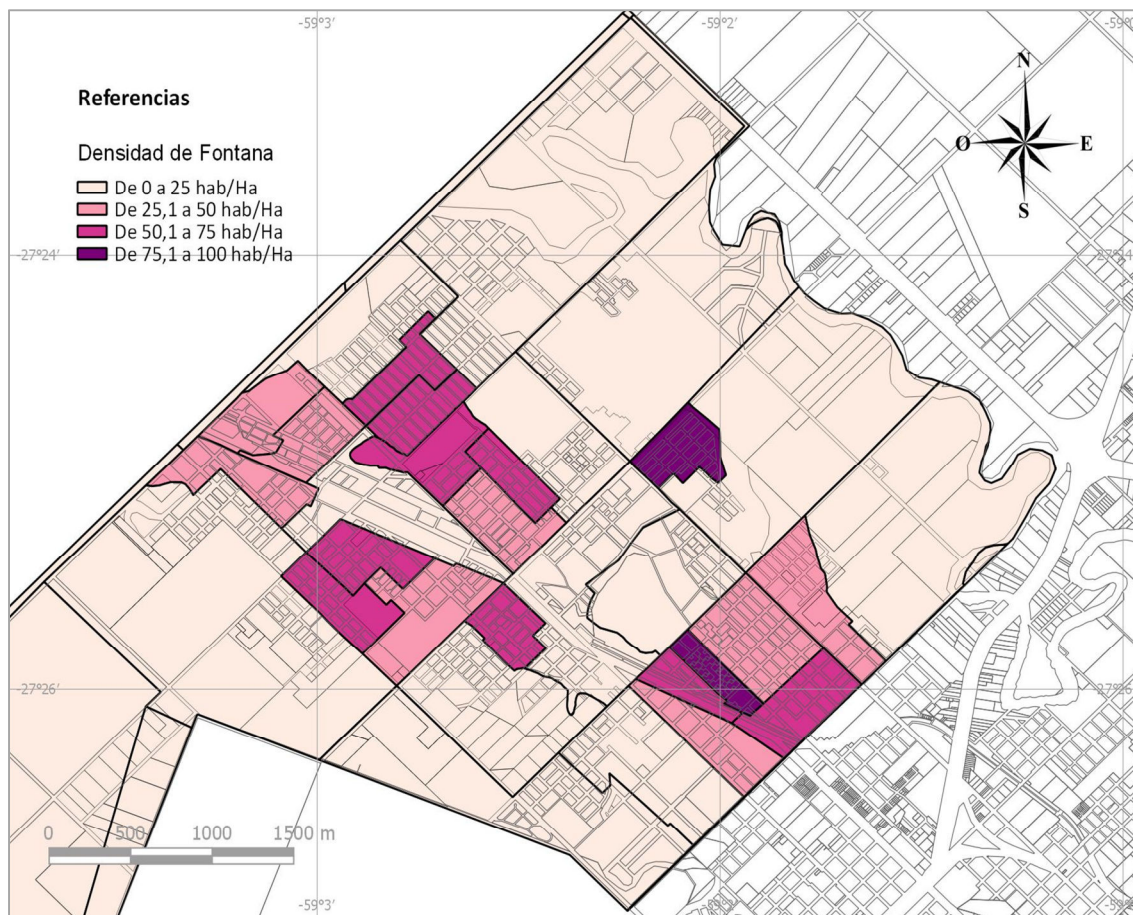 -59°3′
-59°2′
N
Referencias
O
E
Densidad de Fontana
De 0 a 25 hab/Ha
De 25,1 a 50 hab/Ha
S
De 50,1 a 75 hab/Ha
De 75,1 a 100 hab/Ha
-27°24′
-27°26′
0
500
1000
1500 m
-59°3′